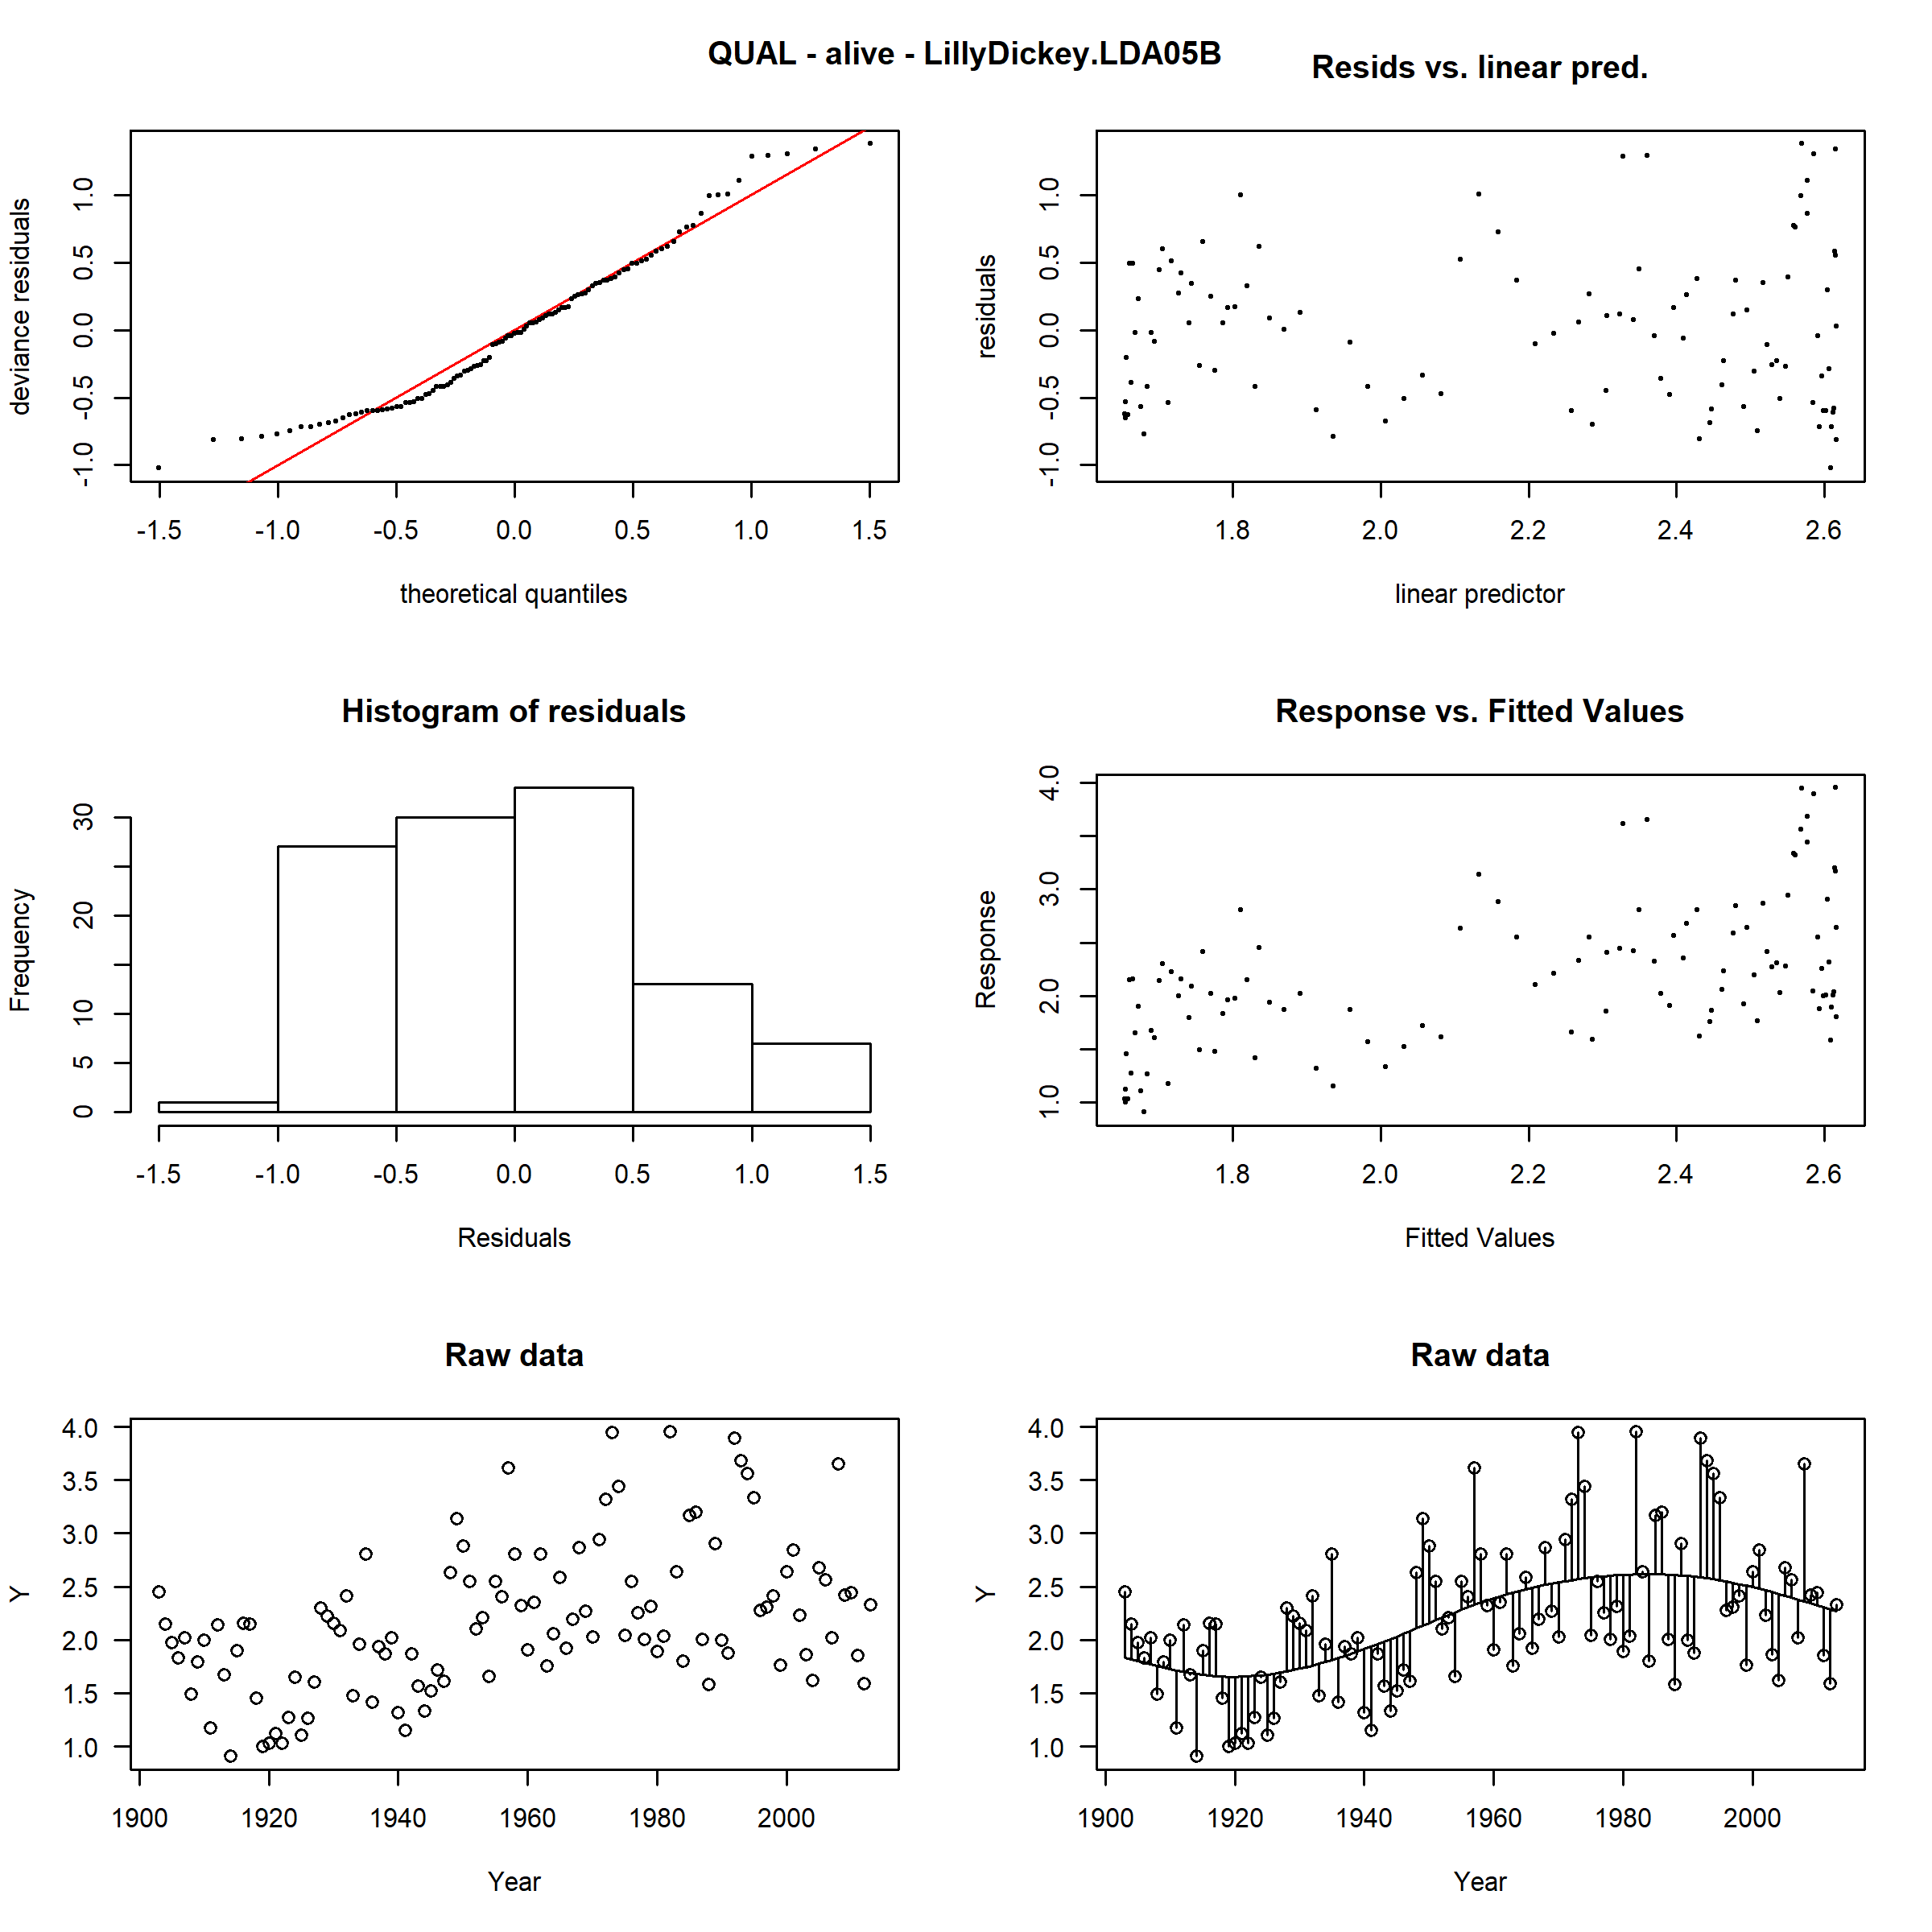 QUAL - alive - LillyDickey.LDA05B
Resids vs. linear pred.
deviance residuals
-1.0 -0.5 0.0 0.5 1.0
-1.5 -1.0 -0.5 0.0 0.5 1.0 1.5
theoretical quantiles
residuals
-1.0 -0.5 0.0 0.5 1.0
1.8 2.0 2.2 2.4 2.6
linear predictor
Histogram of residuals
Frequency
0 5 10 20 30
-1.5 -1.0 -0.5 0.0 0.5 1.0 1.5
Residuals
Response vs. Fitted Values
Response
1.0 2.0 3.0 4.0
1.8 2.0 2.2 2.4 2.6
Fitted Values
Raw data
Y
4.0
3.5
3.0
2.5
2.0
1.5
1.0
1900 1920 1940 1960 1980 2000
Year
Raw data
Y
4.0
3.5
3.0
2.5
2.0
1.5
1.0
1900 1920 1940 1960 1980 2000
Year